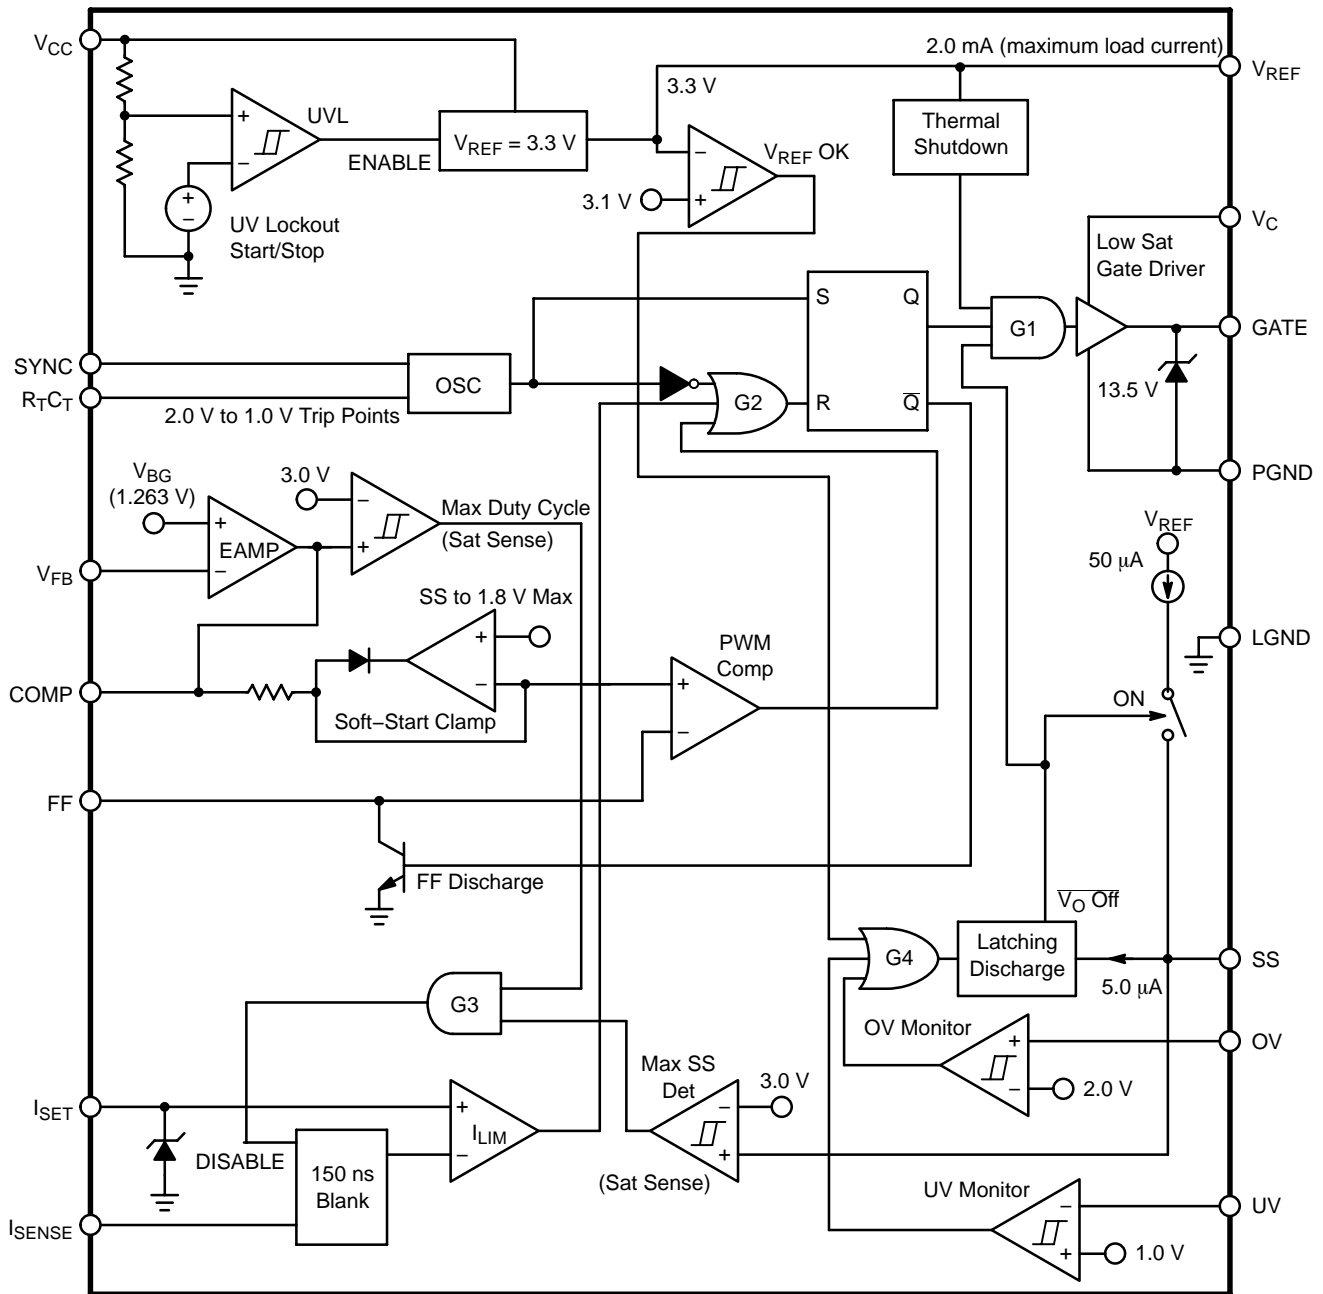 VCC
2.0 mA (maximum load current)
VREF
3.3 V
UVL
+
−
ENABLE
VREF = 3.3 V
−
+
VREF OK
3.1 V
Thermal
Shutdown
+
−
UV Lockout
Start/Stop
VC
Low Sat
Gate Driver
S
Q
G1
GATE
SYNC
OSC
RTCT
2.0 V to 1.0 V Trip Points
G2
R
Q
13.5 V
VBG
(1.263 V)
3.0 V
−
+
Max Duty Cycle
(Sat Sense)
+
EAMP
−
VFB
PGND
VREF
50 μA
SS to 1.8 V Max
+
−
PWM
Comp
LGND
COMP
Soft−Start Clamp
+
−
ON
FF
FF Discharge
VO Off
G4
Latching
Discharge
SS
5.0 μA
G3
OV Monitor
+
−
OV
2.0 V
Max SS
Det
3.0 V
−
+
(Sat Sense)
ISET
+
ILIM
−
DISABLE
150 ns
Blank
ISENSE
UV Monitor
−
+
UV
1.0 V